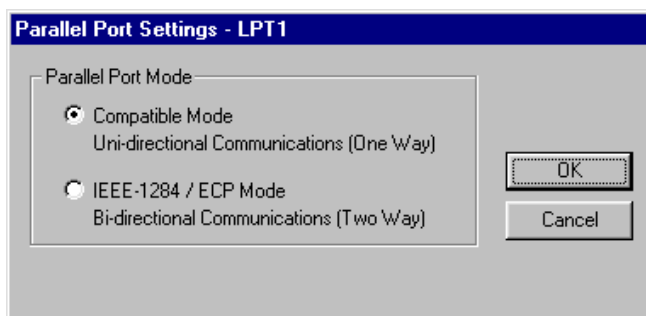 Parallel Port Settings - LPT1
Parallel Port Mode
Compatible Mode
Uni-directional Communications (One Way)
IEEE-1284 / ECP Mode
Bi-directional Communications (Two Way)
OK
Cancel